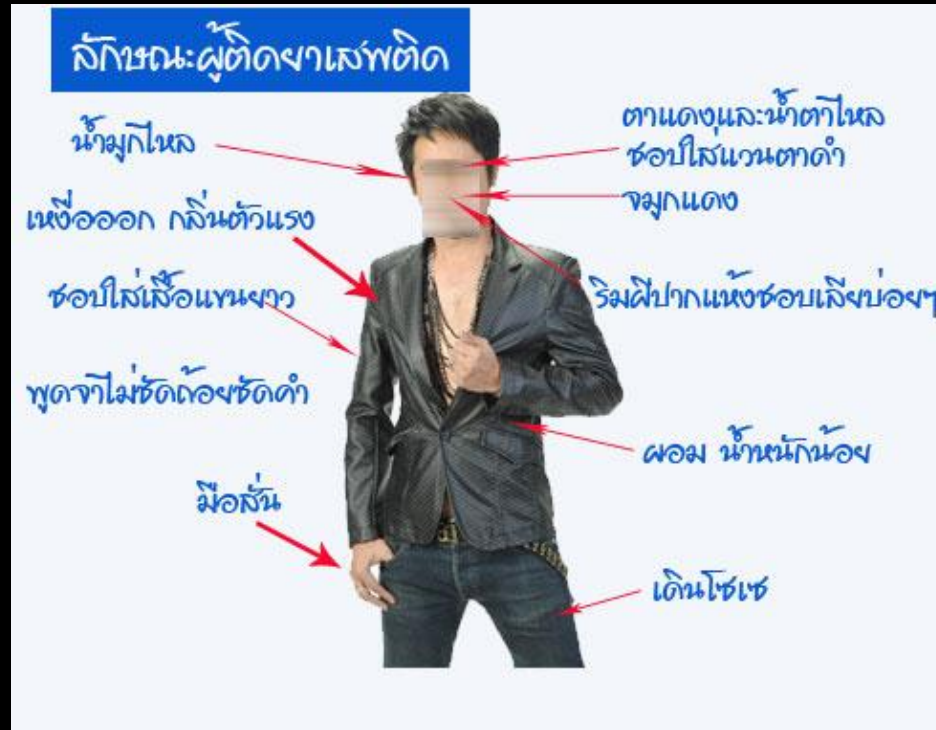 ลักษณะผู้ติดยาเสพติด
น้ำมูกไหล
ตาแดงและน้ำตาไหล
ชอบใส่แวนตาดำ
จมูกแดง
เหงื่อออก กลิ่นตัวแรง
ชอบใส่เสื้อแขนยาว
ริมฝีปากแห้งชอบเลียบ่อยๆ
พูดจาไม่ชัดถ้อยชัดคำ
ผอม น้ำหนักน้อย
มือสั่น
เดินโซเซ